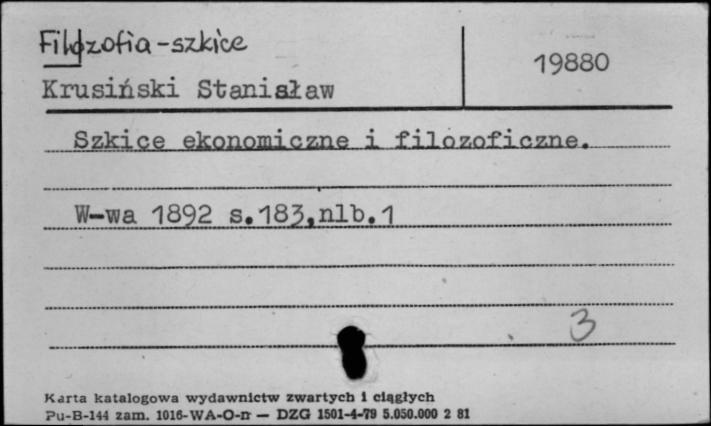 Filozofia-szkice
19880
Krusiński Stanisław
Szkice ekonomiczne i filozoficzne.
W-wa 1892 s.183,nlb.1
3
Karta katalogowa wydawnictw zwartych i ciągłych
Pu-B-144 zam. 1016-WA-O-n — DZG 1501-4-79 5.050.000 2 81